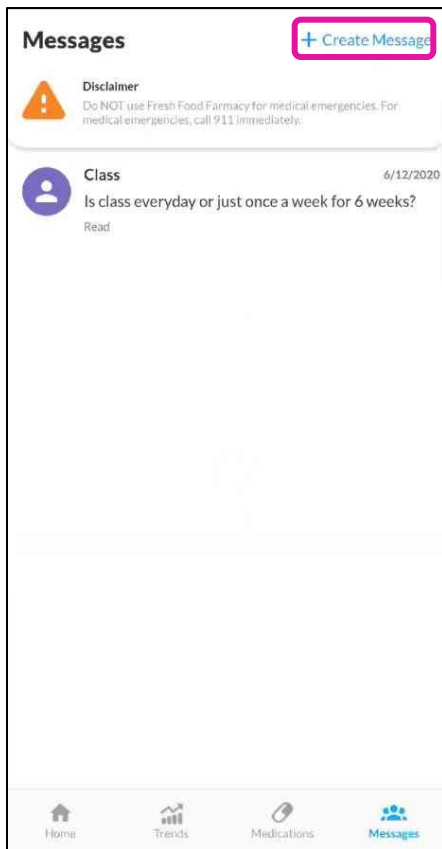 Messages
+ Create Message
Disclaimer
Do NOT use Fresh Food Farmacy for medical emergencies. For
medical emergencies, call 911 immediately.
Class
6/12/2020
Is class everyday or just once a week for 6 weeks?
Read
Home
Trends
Medications
Messages